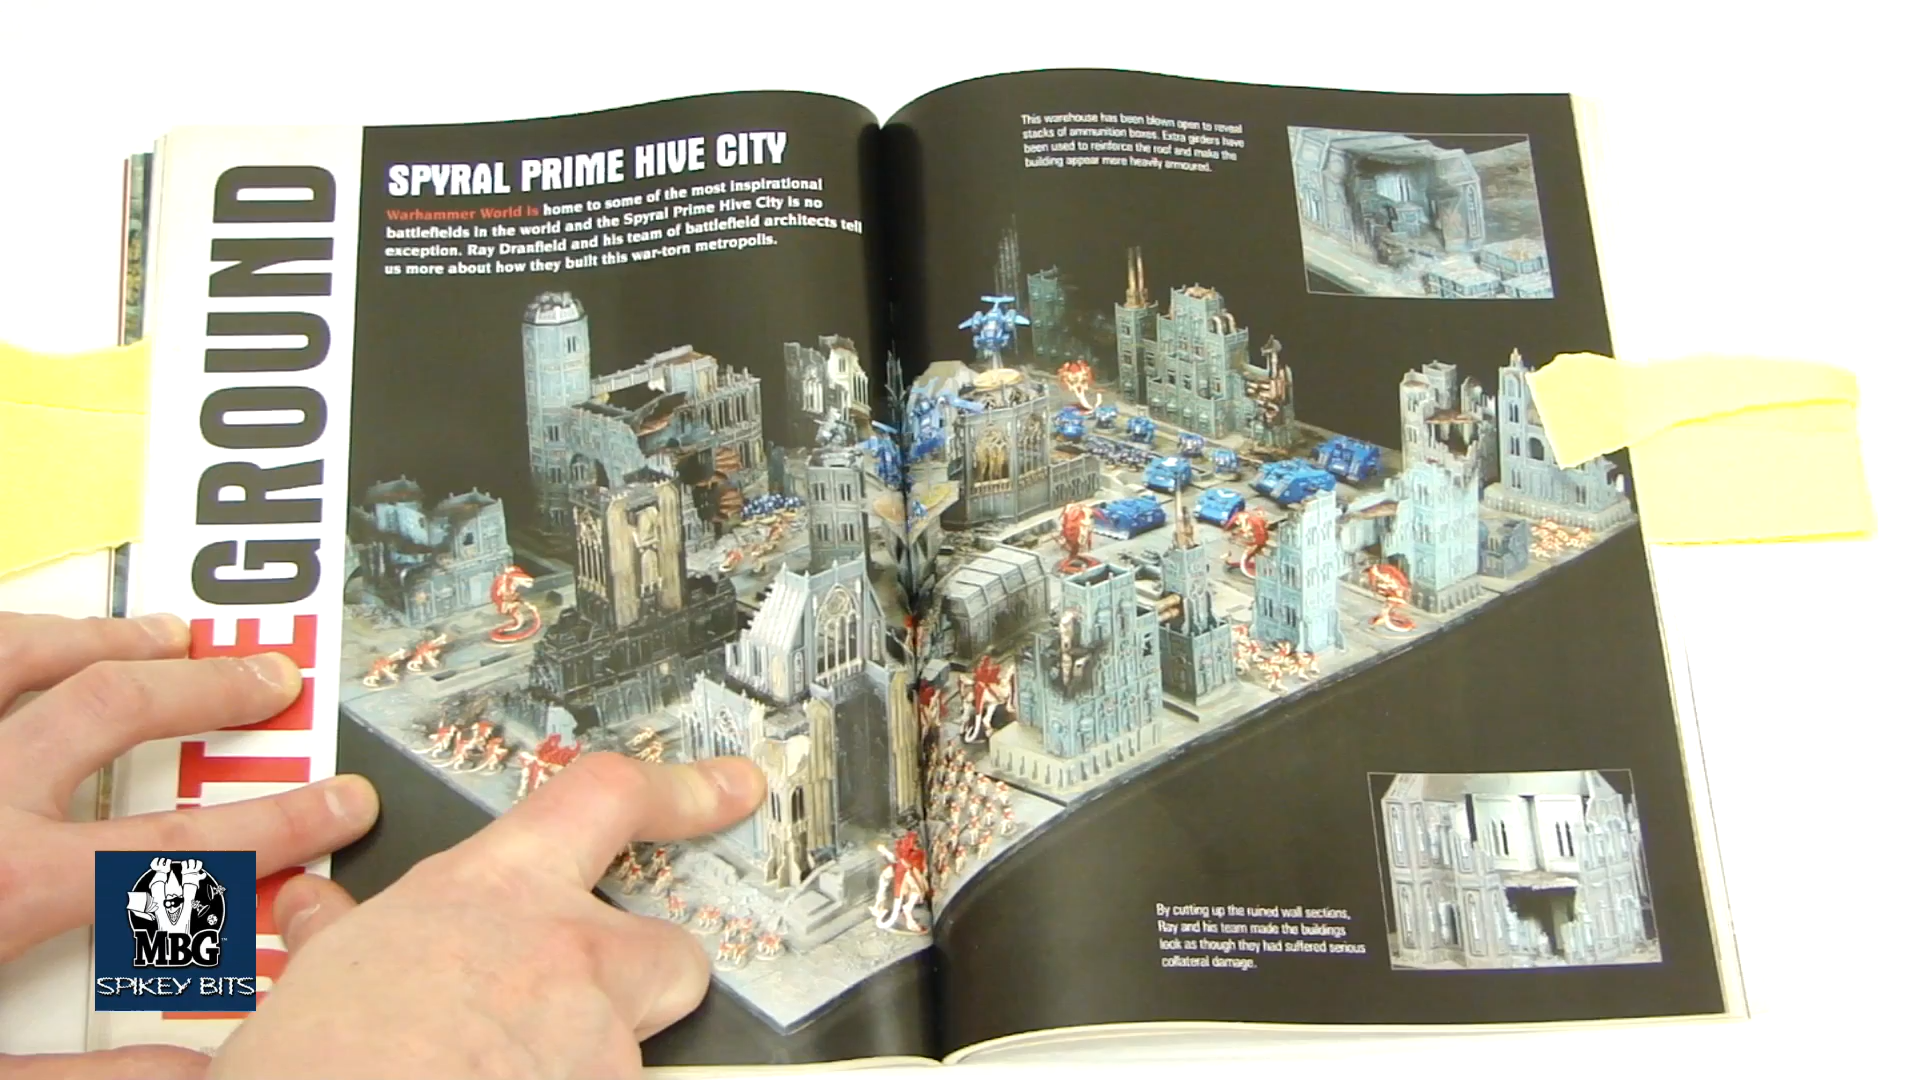 BATTLEGROUND
SPYRAL PRIME HIVE CITY
Warhammer World is home to some of the most inspirational
battlefields in the world and the Spyral Prime Hive City is no
exception. Ray Dranfield and his team of battlefield architects tell
us more about how they built this war-torn metropolis.
This warehouse has been blown open to reveal
stacks of ammunition boxes. Extra girders have
been used to reinforce the roof and make the
building appear more heavily armoured.
By cutting up the ruined wall sections,
Ray and his team made the buildings
look as though they had suffered serious
collateral damage.
MBG
SPIKEY BITS